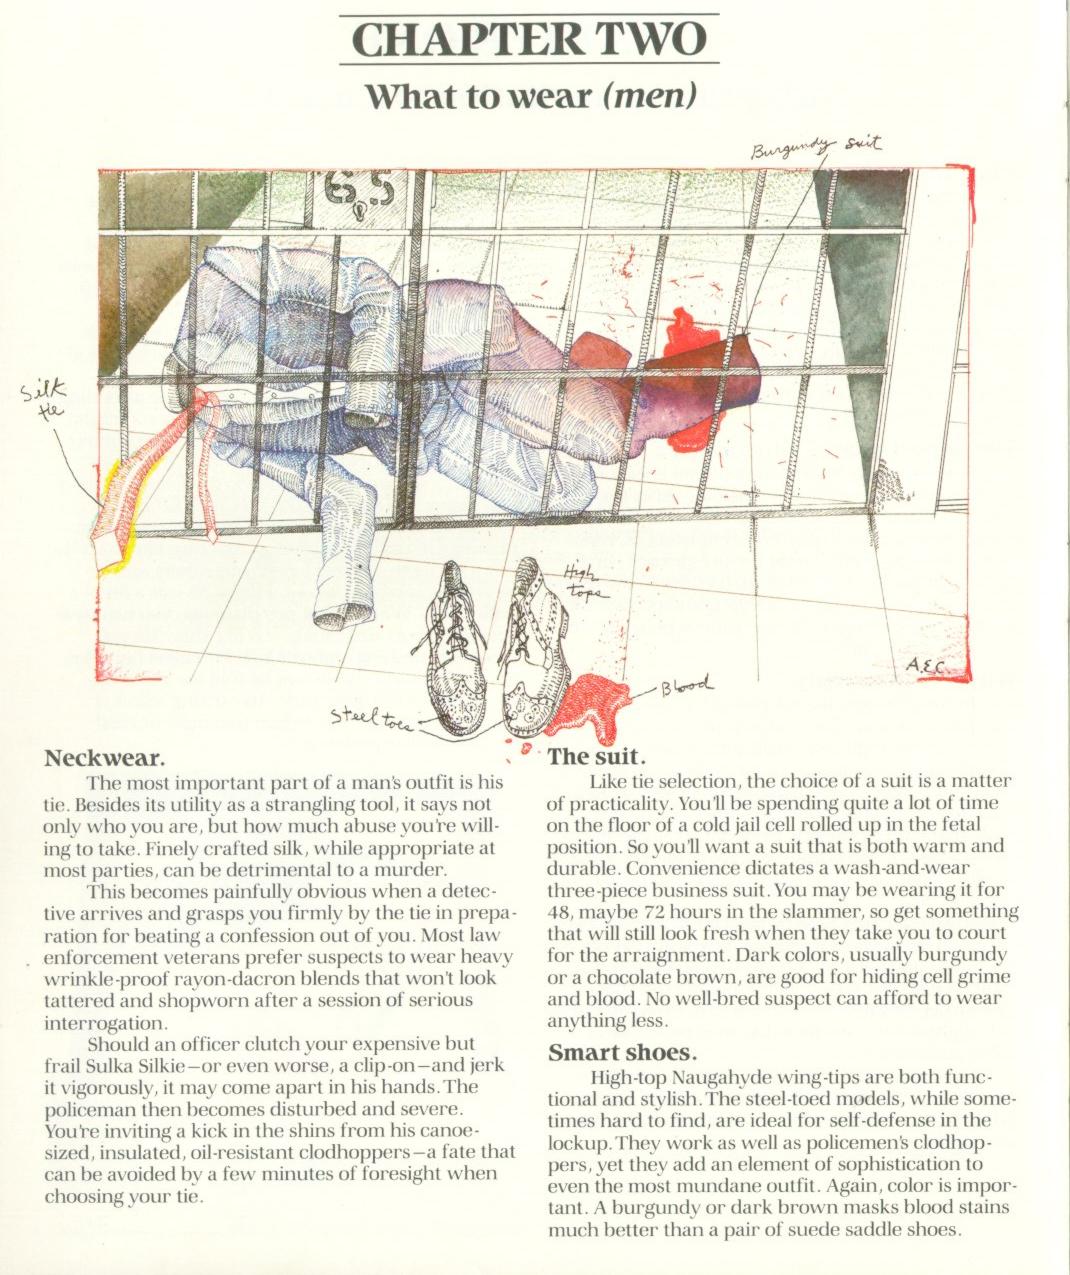 CHAPTER TWO
What to wear (men)
Burgundy suit
6,5
Silk
tie
High
tops
A.E.C
Blood
Steel toes
Neckwear.
The most important part of a man's outfit is his
tie. Besides its utility as a strangling tool, it says not
only who you are, but how much abuse you're will-
ing to take. Finely crafted silk, while appropriate at
most parties, can be detrimental to a murder.
This becomes painfully obvious when a detec-
tive arrives and grasps you firmly by the tie in prepa-
ration for beating a confession out of you. Most law
enforcement veterans prefer suspects to wear heavy
wrinkle-proof rayon-dacron blends that won't look
tattered and shopworn after a session of serious
interrogation.
Should an officer clutch your expensive but
frail Sulka Silkie—or even worse, a clip-on—and jerk
it vigorously, it may come apart in his hands. The
policeman then becomes disturbed and severe.
You're inviting a kick in the shins from his canoe-
sized, insulated, oil-resistant clodhoppers—a fate that
can be avoided by a few minutes of foresight when
choosing your tie.
The suit.
Like tie selection, the choice of a suit is a matter
of practicality. You'll be spending quite a lot of time
on the floor of a cold jail cell rolled up in the fetal
position. So you'll want a suit that is both warm and
durable. Convenience dictates a wash-and-wear
three-piece business suit. You may be wearing it for
48, maybe 72 hours in the slammer, so get something
that will still look fresh when they take you to court
for the arraignment. Dark colors, usually burgundy
or a chocolate brown, are good for hiding cell grime
and blood. No well-bred suspect can afford to wear
anything less.
Smart shoes.
High-top Naugahyde wing-tips are both func-
tional and stylish. The steel-toed models, while some-
times hard to find, are ideal for self-defense in the
lockup. They work as well as policemen's clodhop-
pers, yet they add an element of sophistication to
even the most mundane outfit. Again, color is impor-
tant. A burgundy or dark brown masks blood stains
much better than a pair of suede saddle shoes.